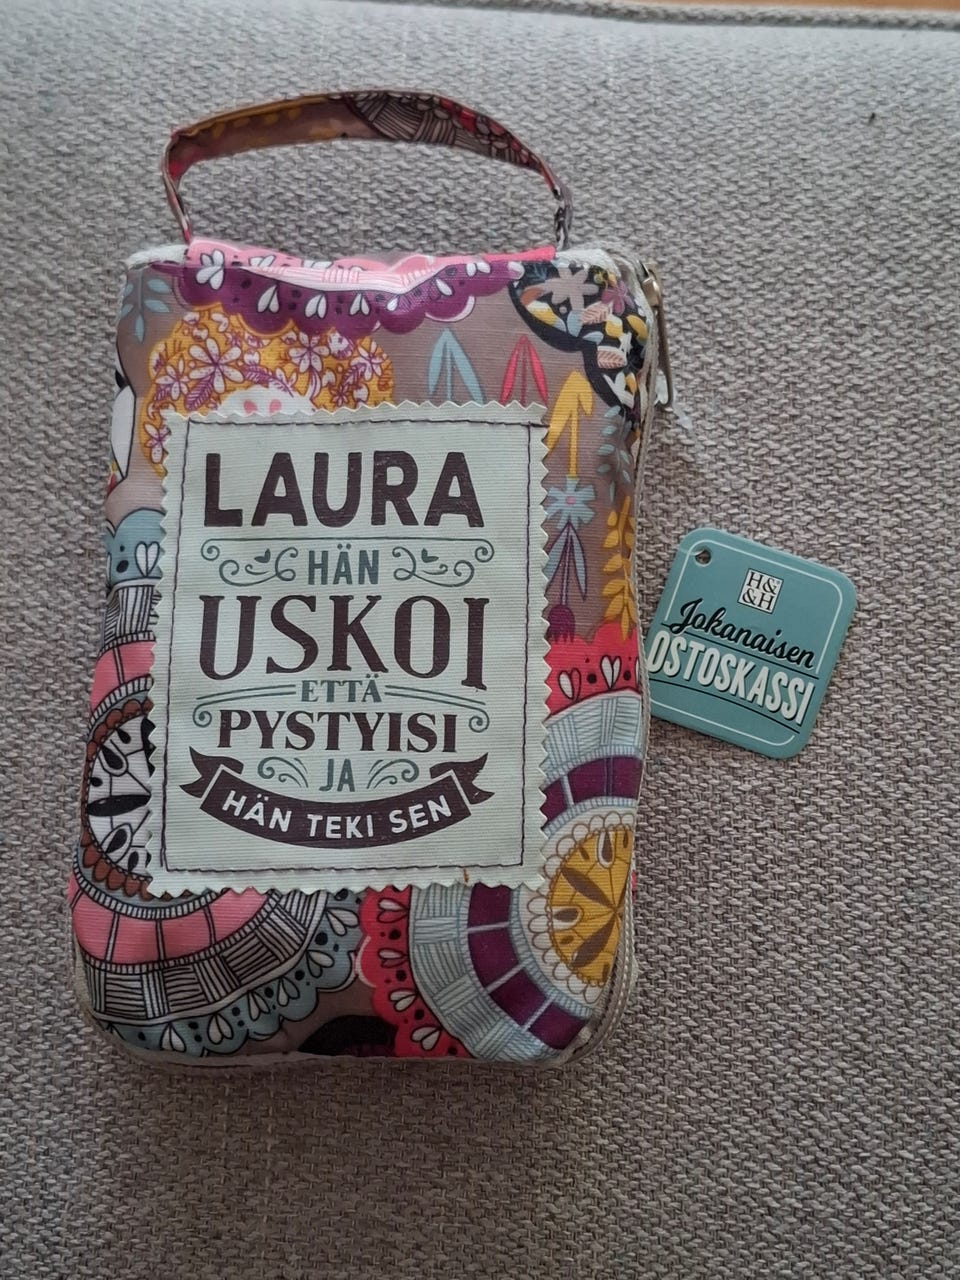 LAURA
HÄN
USKOI
ETTÄ
PYSTYISI
JA
HÄN TEKI SEN
H&
&H
Jokanaisen
OSTOSKASSI